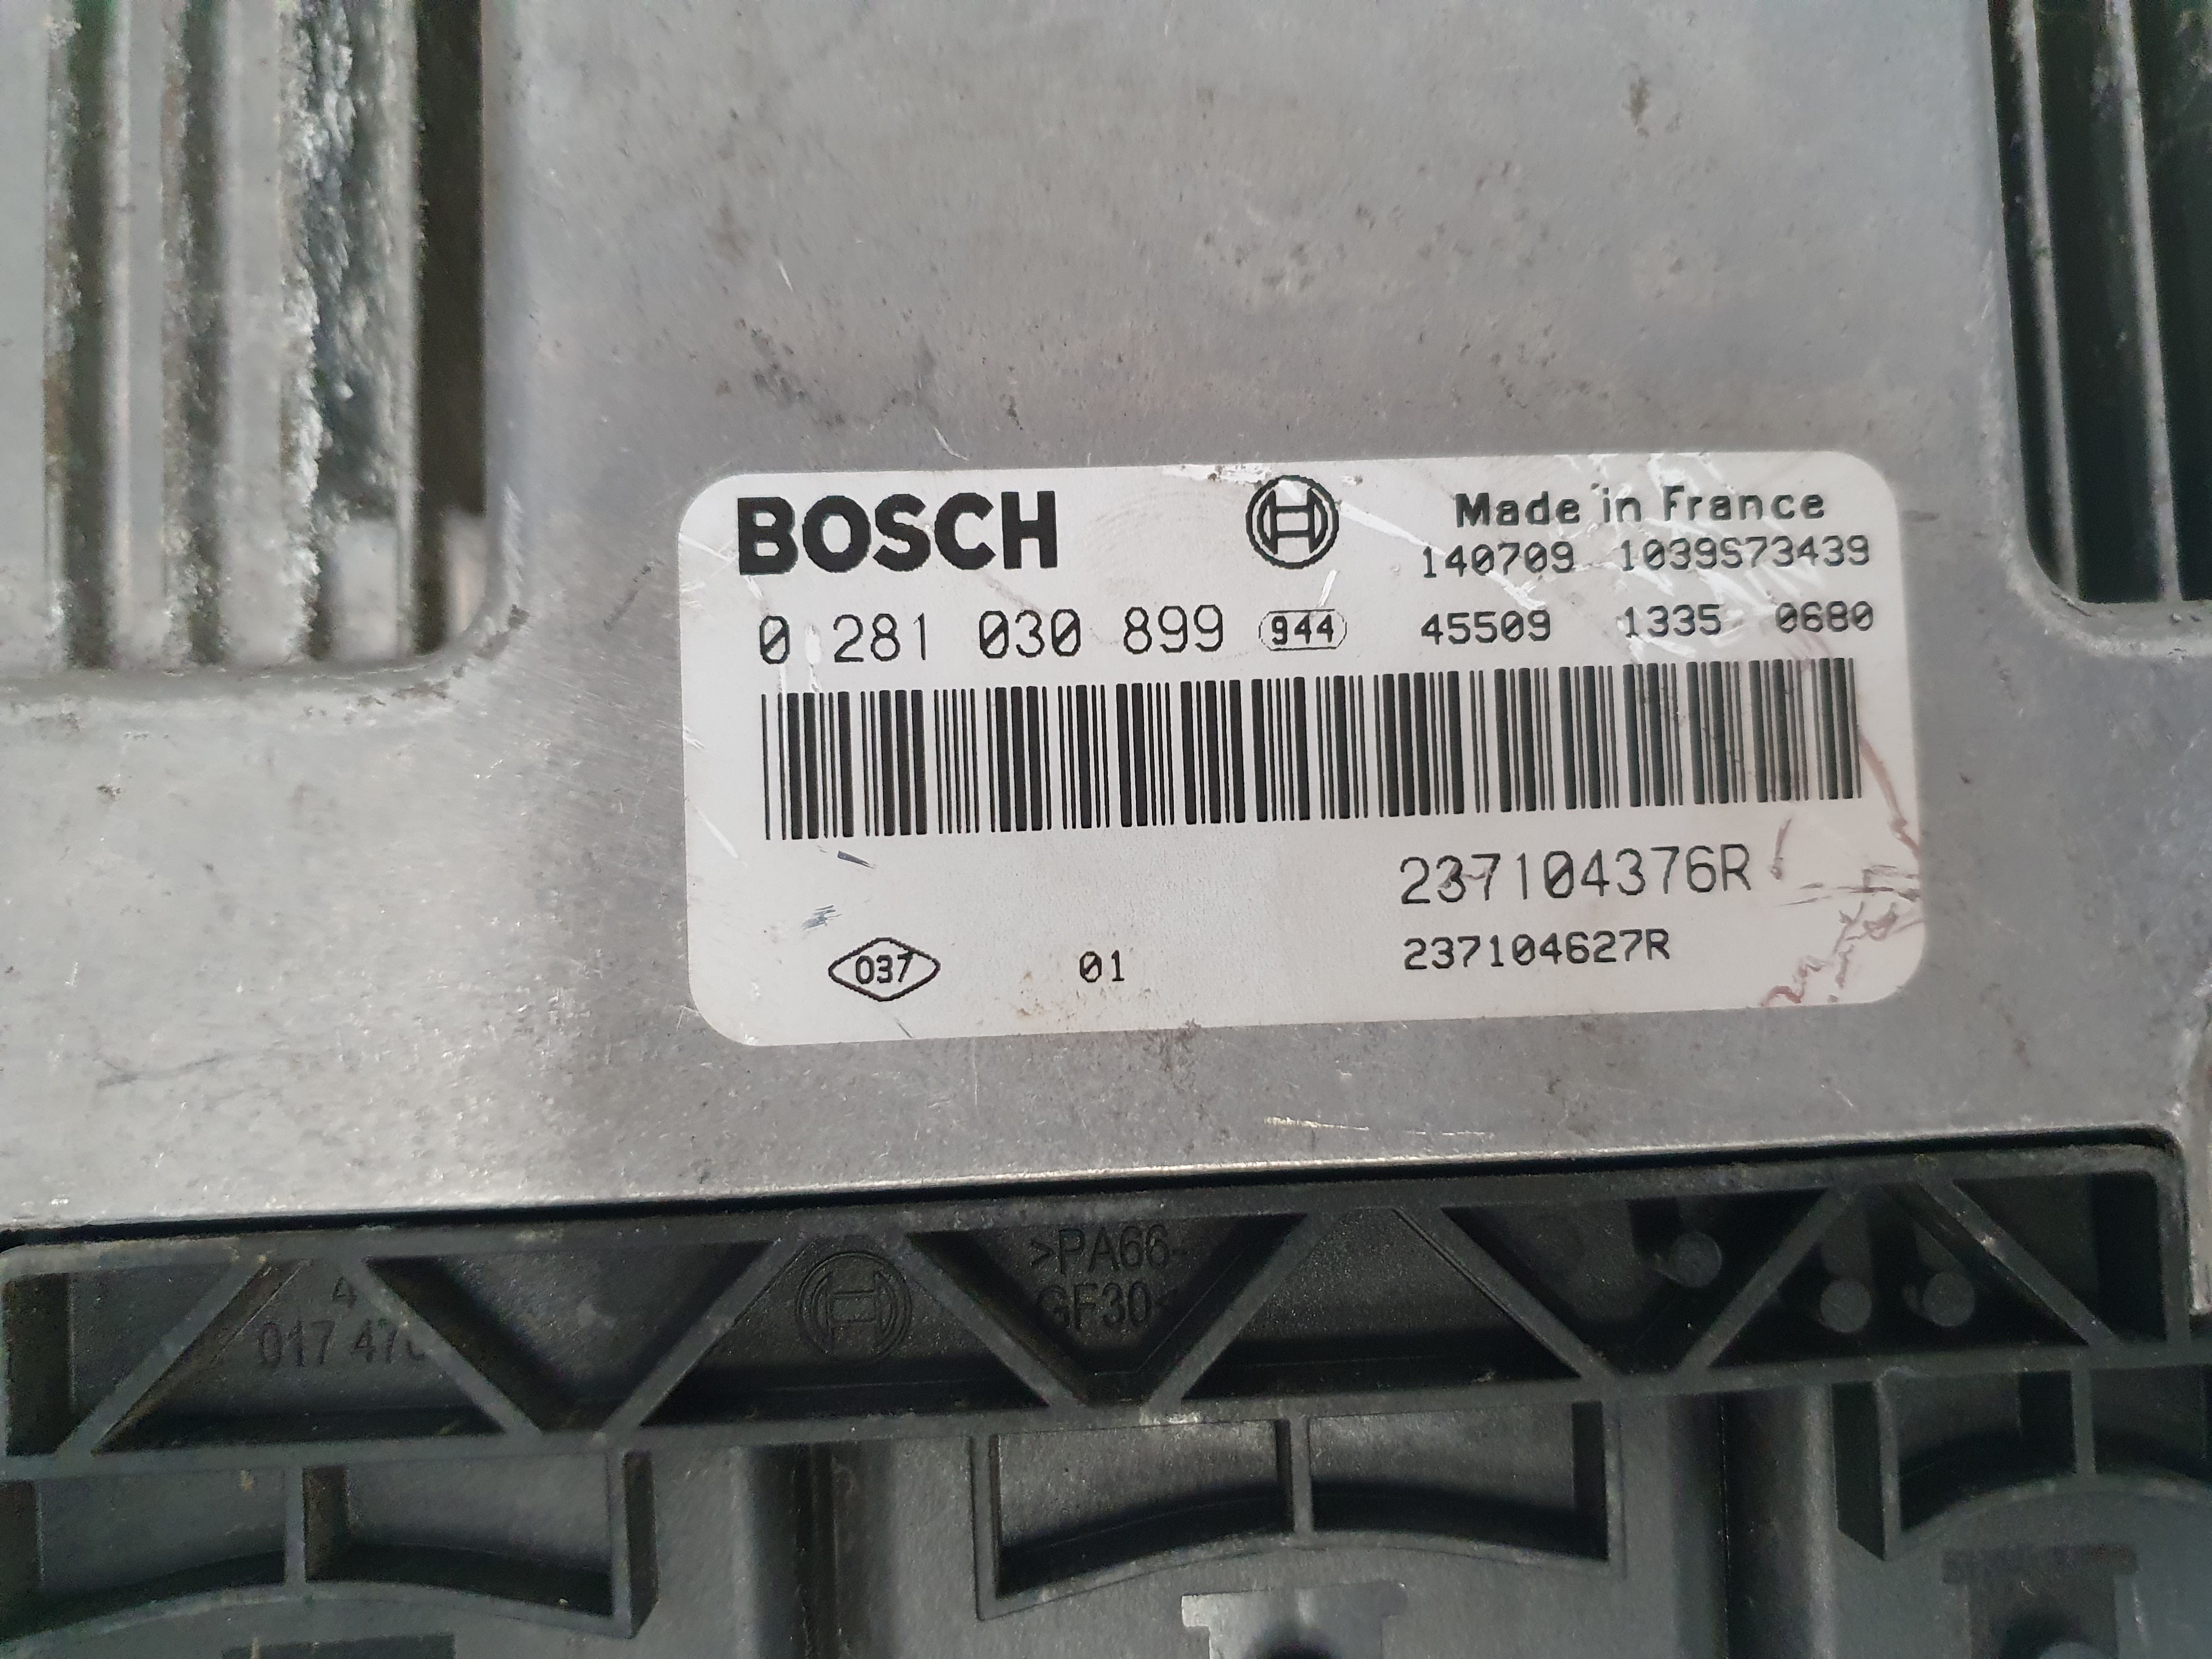 BOSCH
Made in France
140709 1039S73439
0 281 030 899 944 45509 1335 0680
237104376R
037 01 237104627R
>PA66-
GF30<
4
017 47